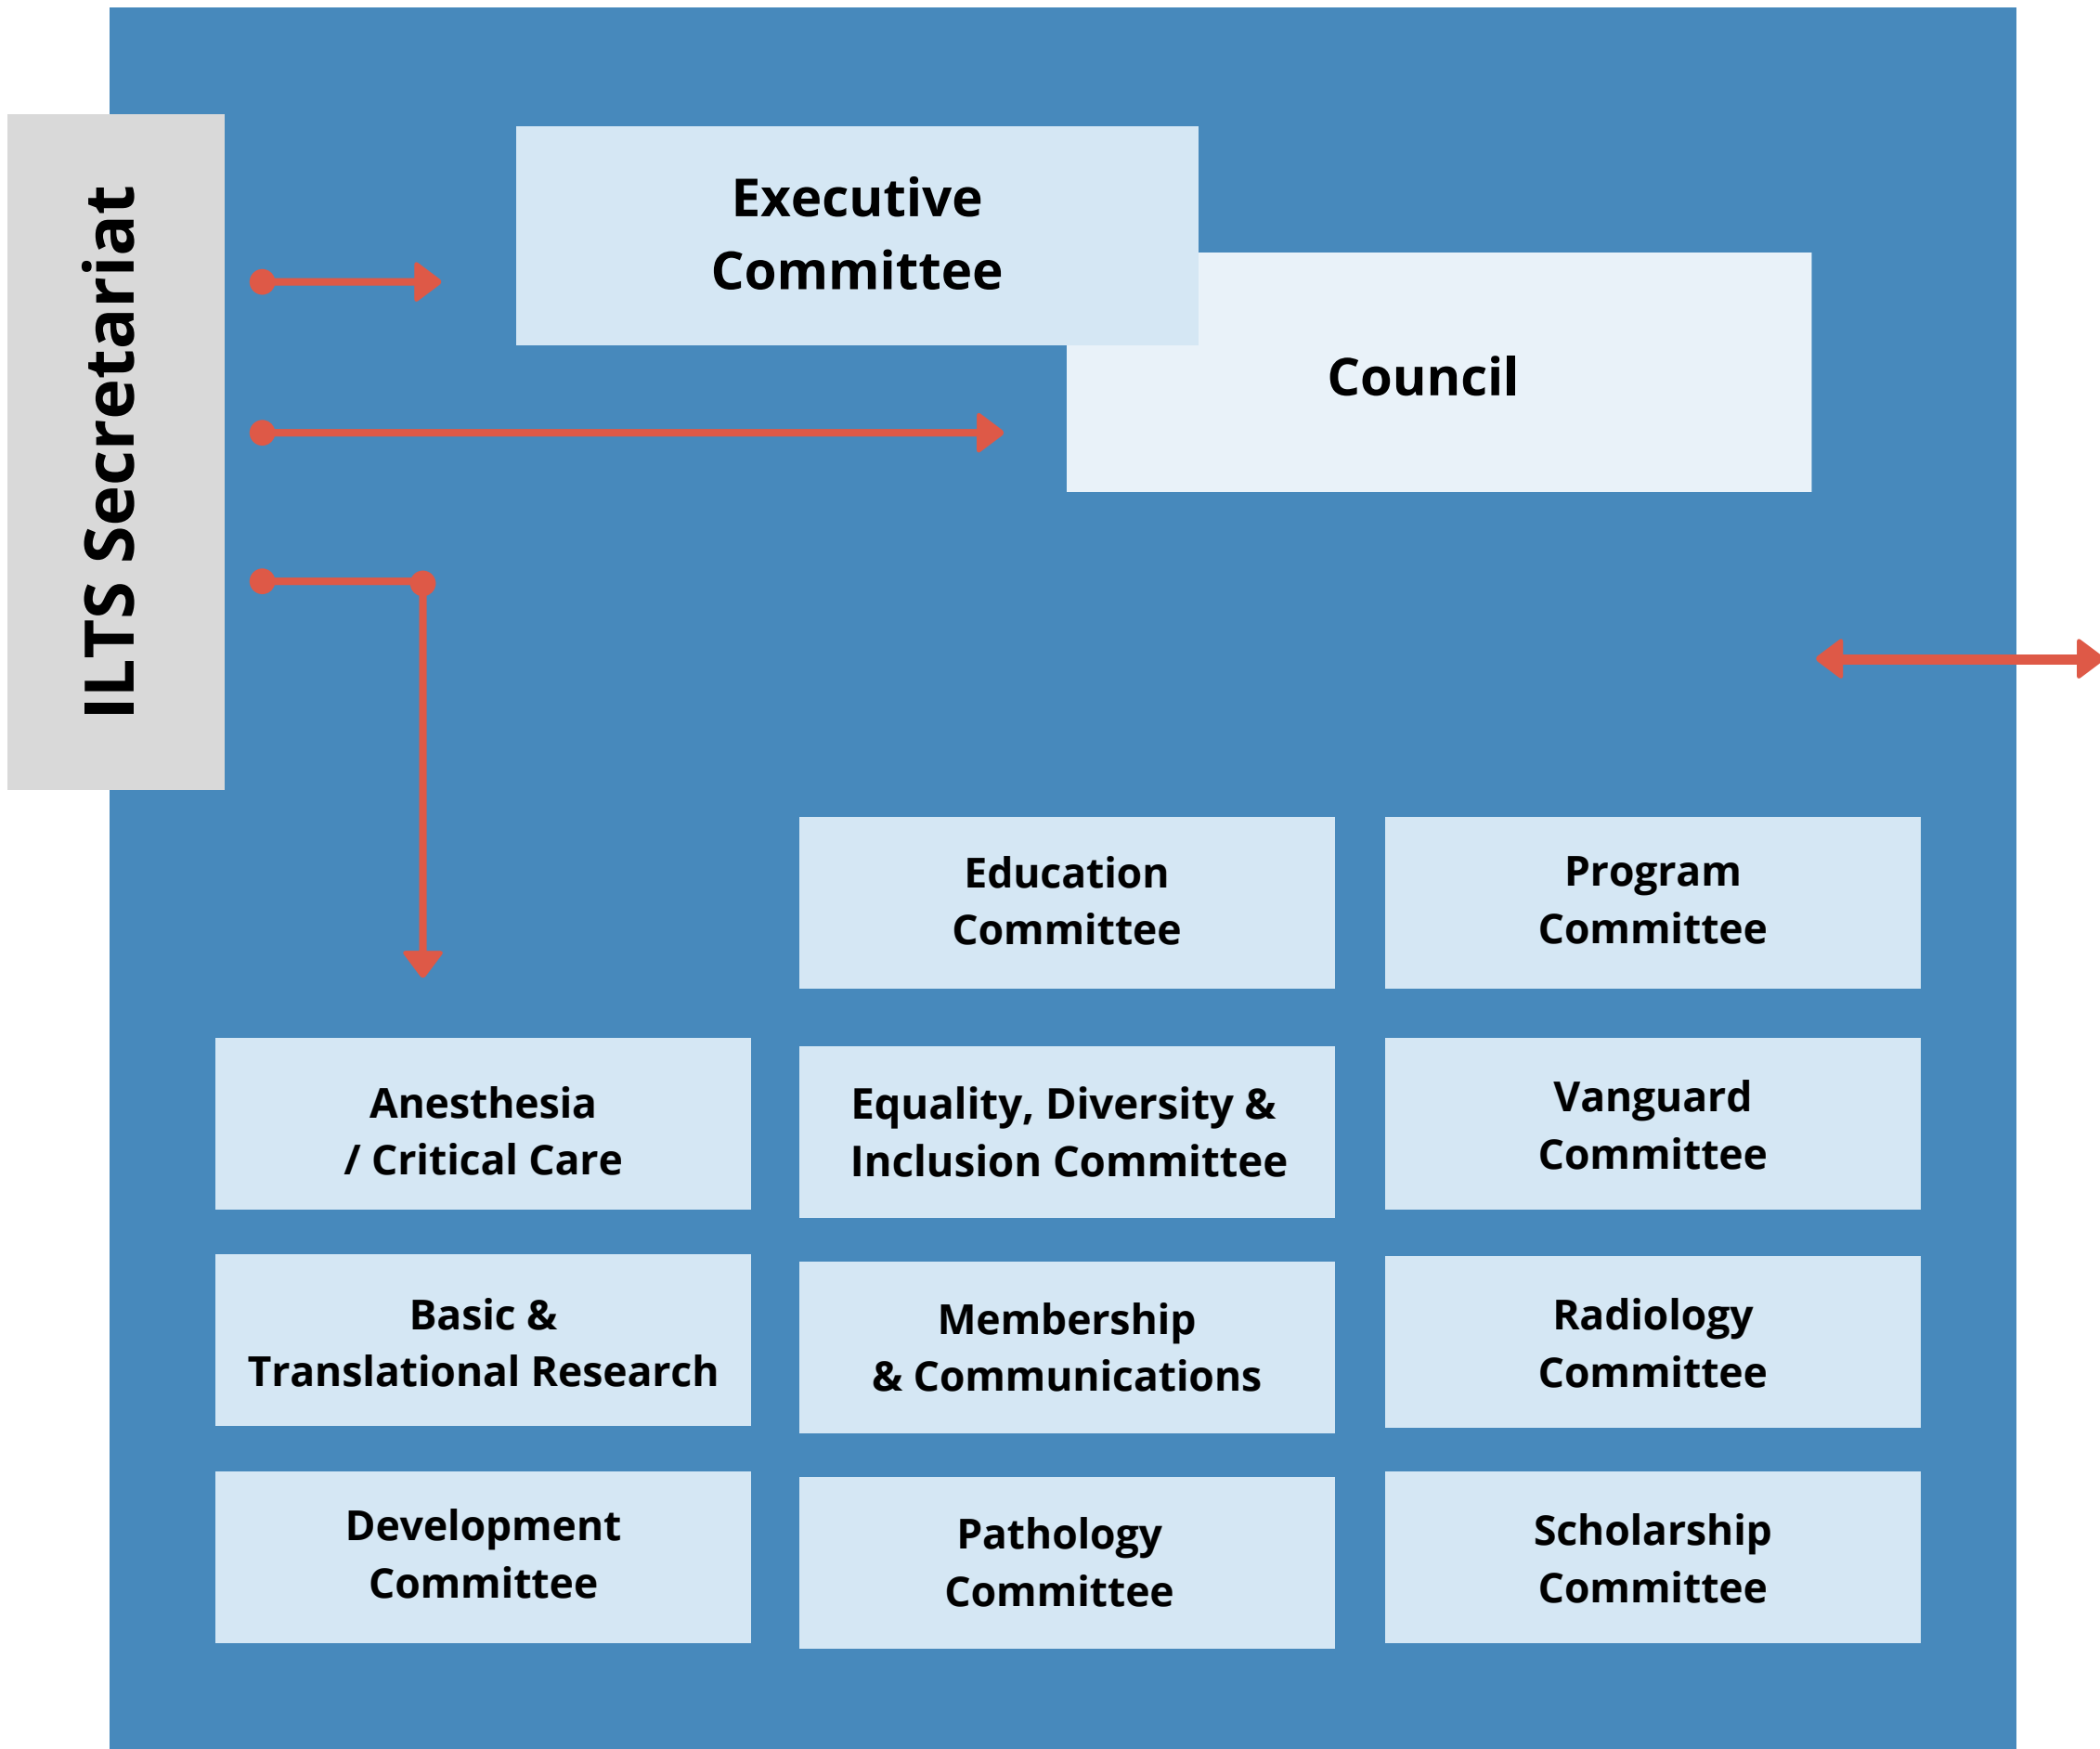 ILTS Secretariat
Executive
Committee
Council
Education
Committee
Program
Committee
Anesthesia
/ Critical Care
Equality, Diversity &
Inclusion Committee
Vanguard
Committee
Basic &
Translational Research
Membership
& Communications
Radiology
Committee
Development
Committee
Pathology
Committee
Scholarship
Committee